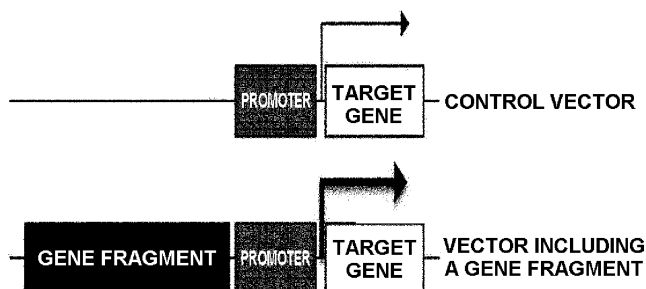 PROMOTER
TARGET
GENE
CONTROL VECTOR
GENE FRAGMENT
PROMOTER
TARGET
GENE
VECTOR INCLUDING
A GENE FRAGMENT